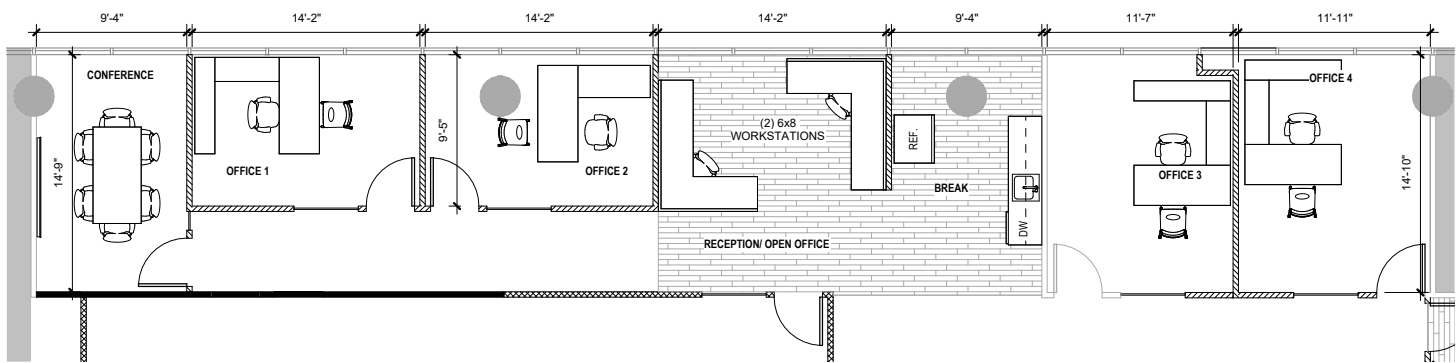 9'-4"
14'-2"
14'-2"
14'-2"
9'-4"
11'-7"
11'-11"
CONFERENCE
OFFICE 4
(2) 6x8
WORKSTATIONS
9'-5"
REF.
14'-9"
OFFICE 1
OFFICE 2
BREAK
OFFICE 3
14'-10"
DW
RECEPTION/ OPEN OFFICE